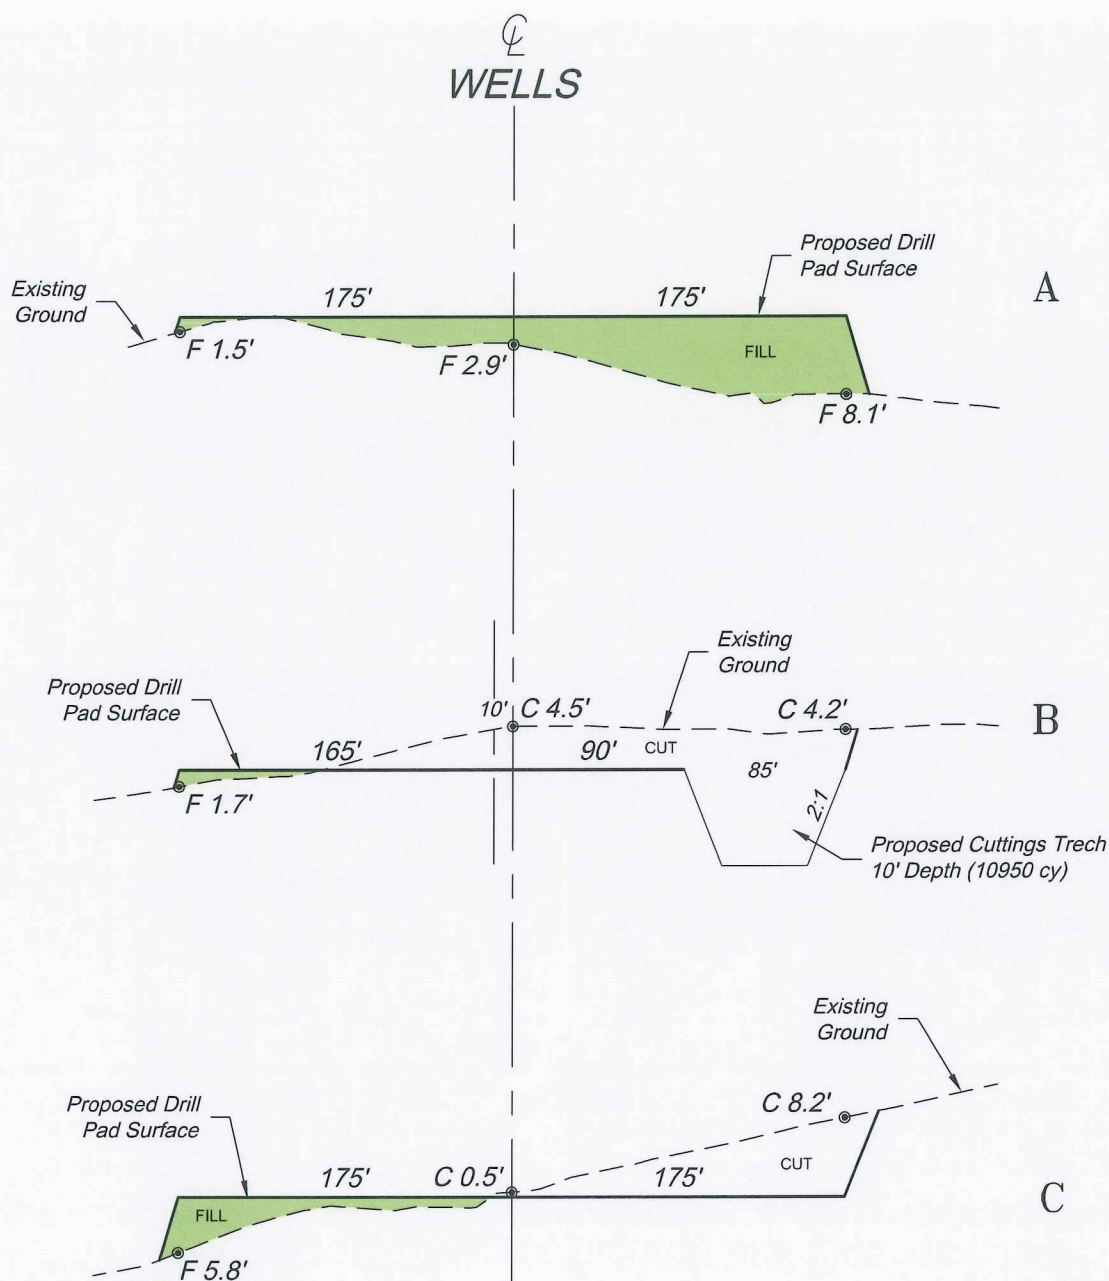 ℄
WELLS
Proposed Drill
Pad Surface
A
Existing
Ground
175'
175'
F 1.5'
F 2.9'
FILL
F 8.1'
Existing
Ground
Proposed Drill
Pad Surface
10'
C 4.5'
C 4.2'
B
165'
90'
CUT
85'
F 1.7'
2:1
Proposed Cuttings Trech
10' Depth (10950 cy)
Existing
Ground
Proposed Drill
Pad Surface
C 8.2'
175'
C 0.5'
175'
CUT
C
FILL
F 5.8'